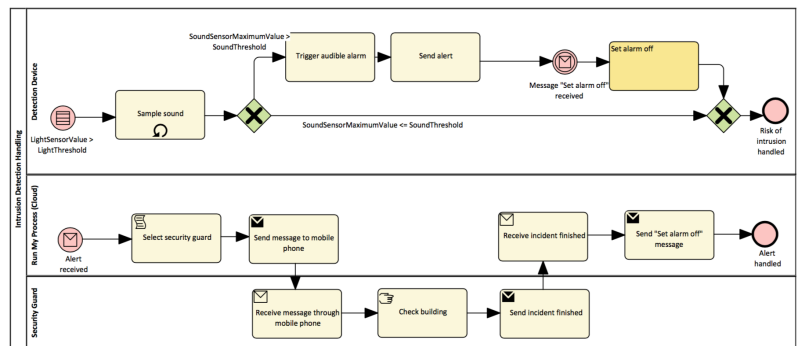 Intrusion Detection Handling
Detection Device
SoundSensorMaximumValue >
SoundThreshold
Trigger audible alarm
Send alert
Set alarm off
Message "Set alarm off"
received
Sample sound
LightSensorValue >
LightThreshold
SoundSensorMaximumValue <= SoundThreshold
Risk of
intrusion
handled
Run My Process (Cloud)
Alert
received
Select security guard
Send message to mobile
phone
Receive incident finished
Send "Set alarm off"
message
Alert
handled
Security Guard
Receive message through
mobile phone
Check building
Send incident finished